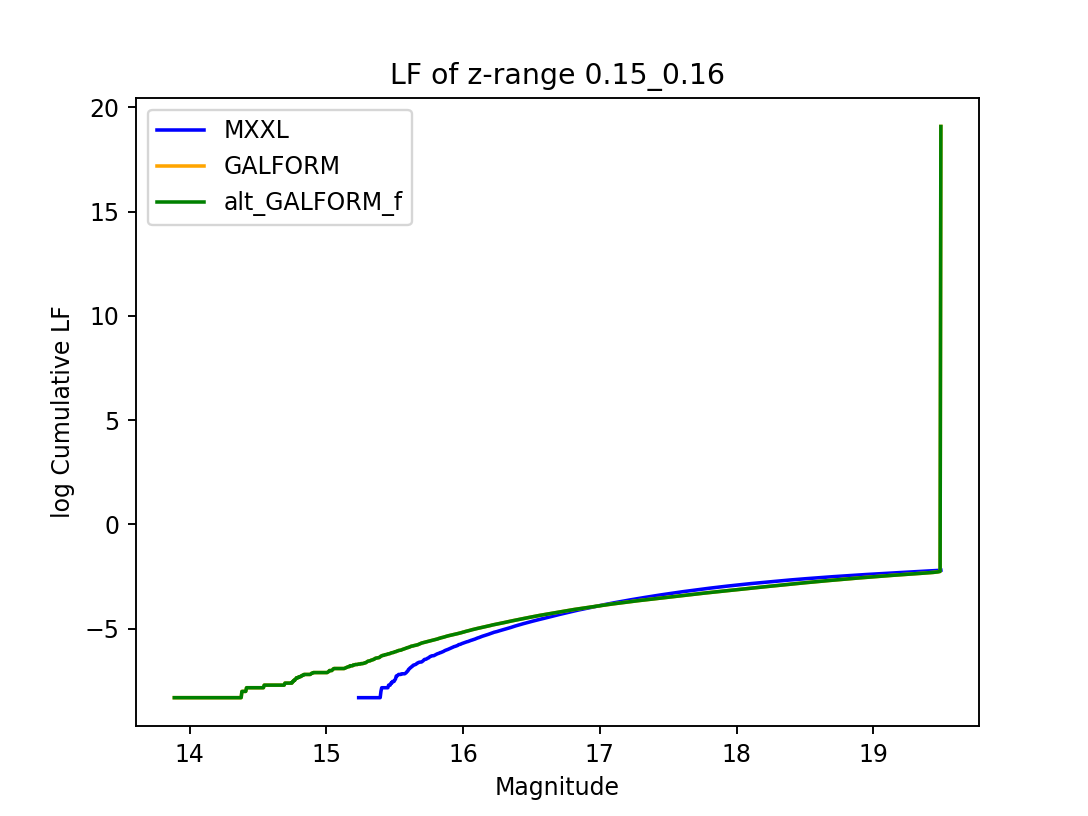 LF of z-range 0.15_0.16
MXXL
GALFORM
alt_GALFORM_f
20
15
10
5
0
−5
log Cumulative LF
14
15
16
17
18
19
Magnitude